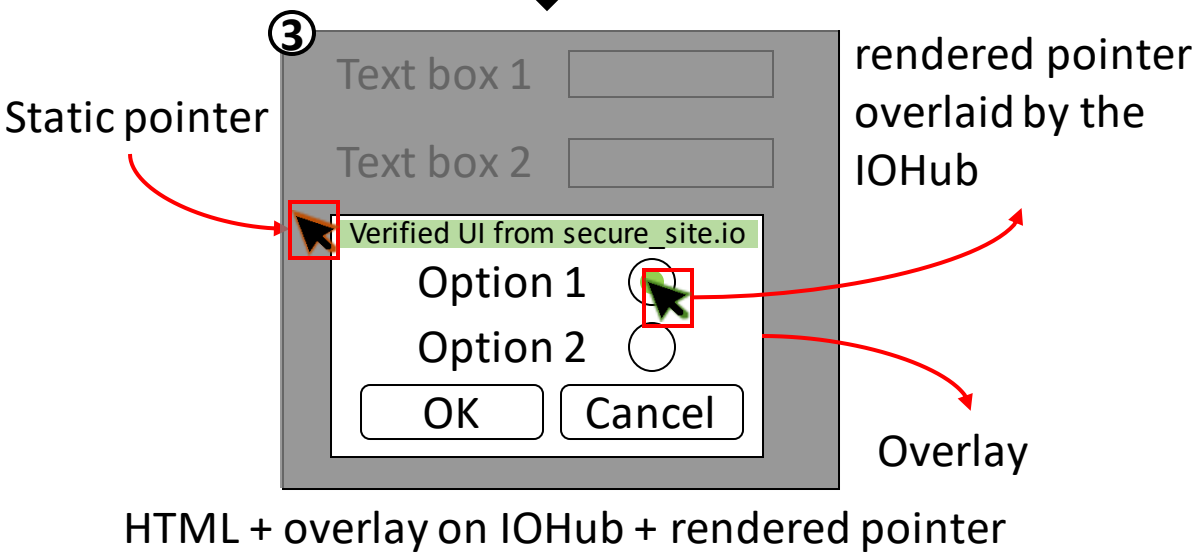 3
Text box 1
rendered pointer
overlaid by the
IOHub
Static pointer
Text box 2
Verified UI from secure_site.io
Option 1
Option 2
OK
Cancel
Overlay
HTML + overlay on IOHub + rendered pointer